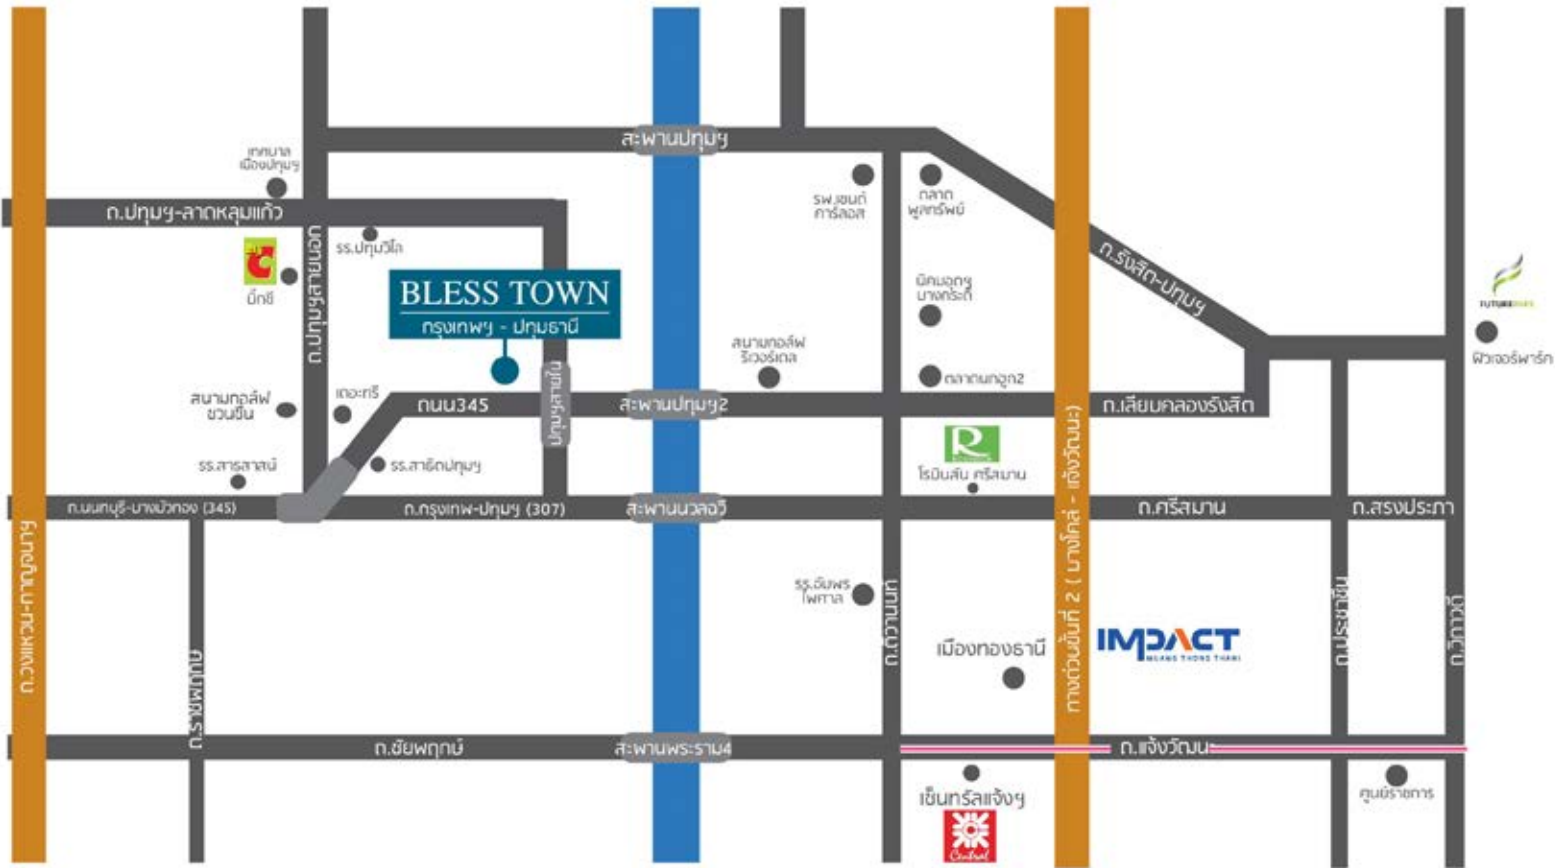 สะพานปทุมฯ
เทศบาล
เมืองปทุมฯ
ถ.ปทุมฯ-ลาดหลุมแก้ว
รพ.เซนต์
คาร์ลอส
ตลาด
พูลทรัพย์
รร.ปทุมวิไล
ถ.ปทุมฯสายนอก
บิ๊กซี
BLESS TOWN
กรุงเทพฯ - ปทุมธานี
ถ.รังสิต-ปทุมฯ
นิคมอุตฯ
บางกระดี
FUTURE PARK
ฟิวเจอร์พาร์ก
สนามกอล์ฟ
ริเวอร์เดล
ตลาดนกฮูก2
สนามกอล์ฟ
ชวนชื่น
เดอะทรี
ถนน345
ปทุมฯสายใน
สะพานปทุมฯ2
ถ.เลียบคลองรังสิต
รร.สารสาสน์
รร.สาธิตปทุมฯ
R
โรบินสัน ศรีสมาน
ถ.นนทบุรี-บางบัวทอง (345)
ถ.กรุงเทพ-ปทุมฯ (307)
สะพานนวลฉวี
ถ.ศรีสมาน
ถ.สรงประภา
ถ.วงแหวน-กาญจนาฯ
ถ.ราชพฤกษ์
รร.อัมพร
ไพศาล
ถ.ติวานนท์
เมืองทองธานี
ทางด่วนขั้นที่ 2 ( บางโคล่ - แจ้งวัฒนะ)
IMPACT
MUANG THONG THANI
ถ.ประชาชื่น
ถ.วิภาวดี
ถ.ชัยพฤกษ์
สะพานพระราม4
ถ.แจ้งวัฒนะ
เซ็นทรัลแจ้งฯ
Central
ศูนย์ราชการ